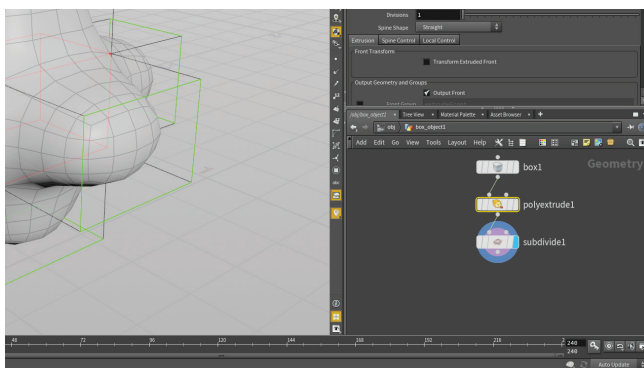 Divisions 1
Spine Shape Straight
Extrusion Spine Control Local Control
Front Transform
Transform Extruded Front
Output Geometry and Groups
Output Front
/obj/box_object1 × Tree View × Material Palette × Asset Browser × +
obj box_object1
Add Edit Go View Tools Layout Help
Geometry
box1
polyextrude1
subdivide1
48 72 96 120 144 168 192 216 240
240
Auto Update